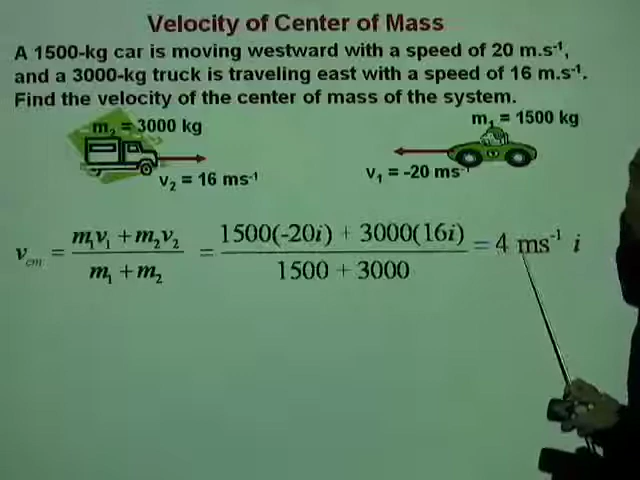 Velocity of Center of Mass
A 1500-kg car is moving westward with a speed of 20 m.s⁻¹,
and a 3000-kg truck is traveling east with a speed of 16 m.s⁻¹.
Find the velocity of the center of mass of the system.
m₂ = 3000 kg
m₁ = 1500 kg
v₂ = 16 ms⁻¹
v₁ = -20 ms⁻¹
v_cm = (m₁v₁ + m₂v₂) / (m₁ + m₂) = (1500(-20i) + 3000(16i)) / (1500 + 3000) = 4 ms⁻¹ i